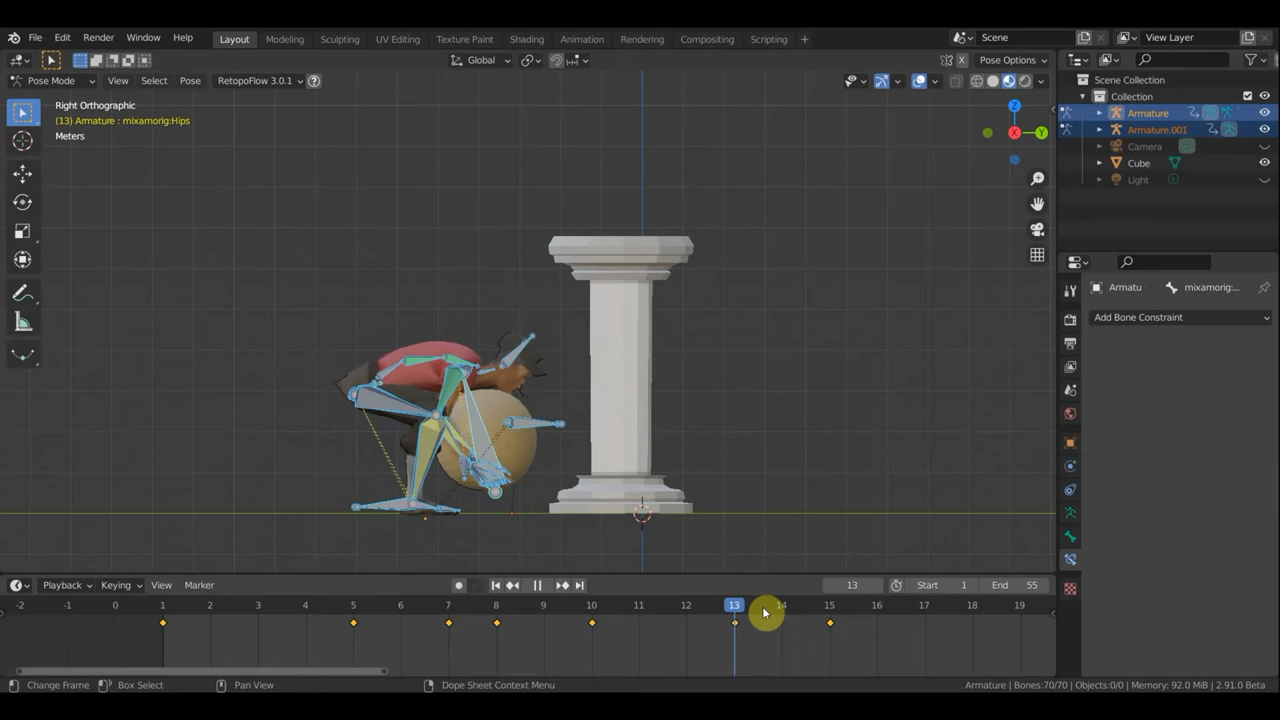 File Edit Render Window Help Layout Modeling Sculpting UV Editing Texture Paint Shading Animation Rendering Compositing Scripting + Scene View Layer
Global Pose Options
Pose Mode View Select Pose RetopoFlow 3.0.1
Right Orthographic
(13) Armature : mixamorig:Hips
Meters
Z
X
Y
Scene Collection
Collection
Armature
Armature.001
Camera
Cube
Light
Armatu mixamorig:...
Add Bone Constraint
Playback Keying View Marker 13 Start 1 End 55
-2 -1 0 1 2 3 4 5 6 7 8 9 10 11 12 13 14 15 16 17 18 19
Change Frame Box Select Pan View Dope Sheet Context Menu Armature | Bones:70/70 | Objects:0/0 | Memory: 92.0 MiB | 2.91.0 Beta